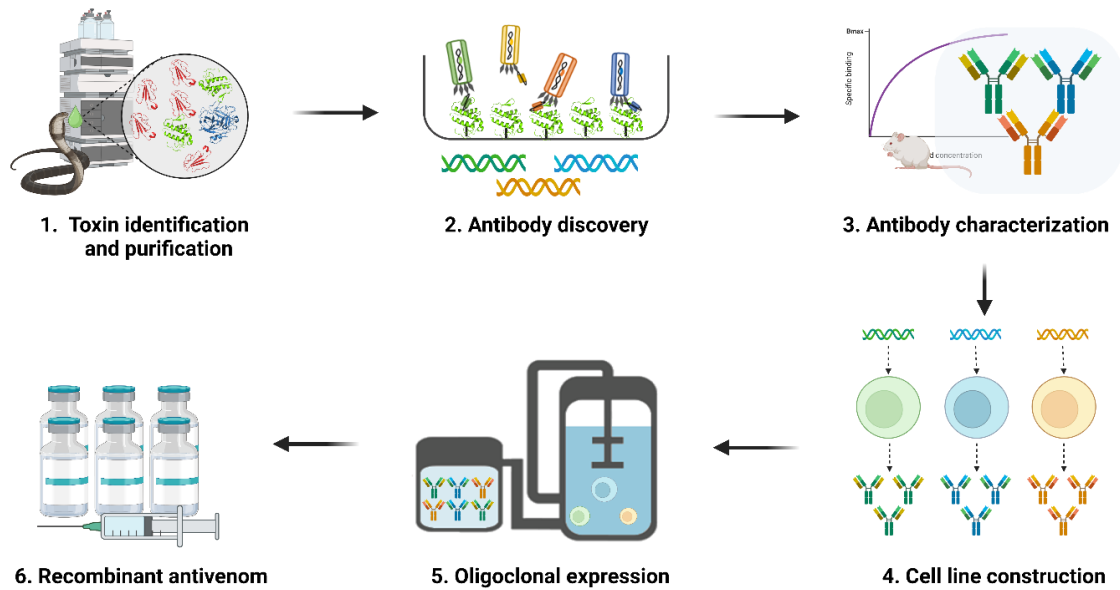 Bmax
Specific binding
d concentration
1. Toxin identification
and purification
2. Antibody discovery
3. Antibody characterization
6. Recombinant antivenom
5. Oligoclonal expression
4. Cell line construction